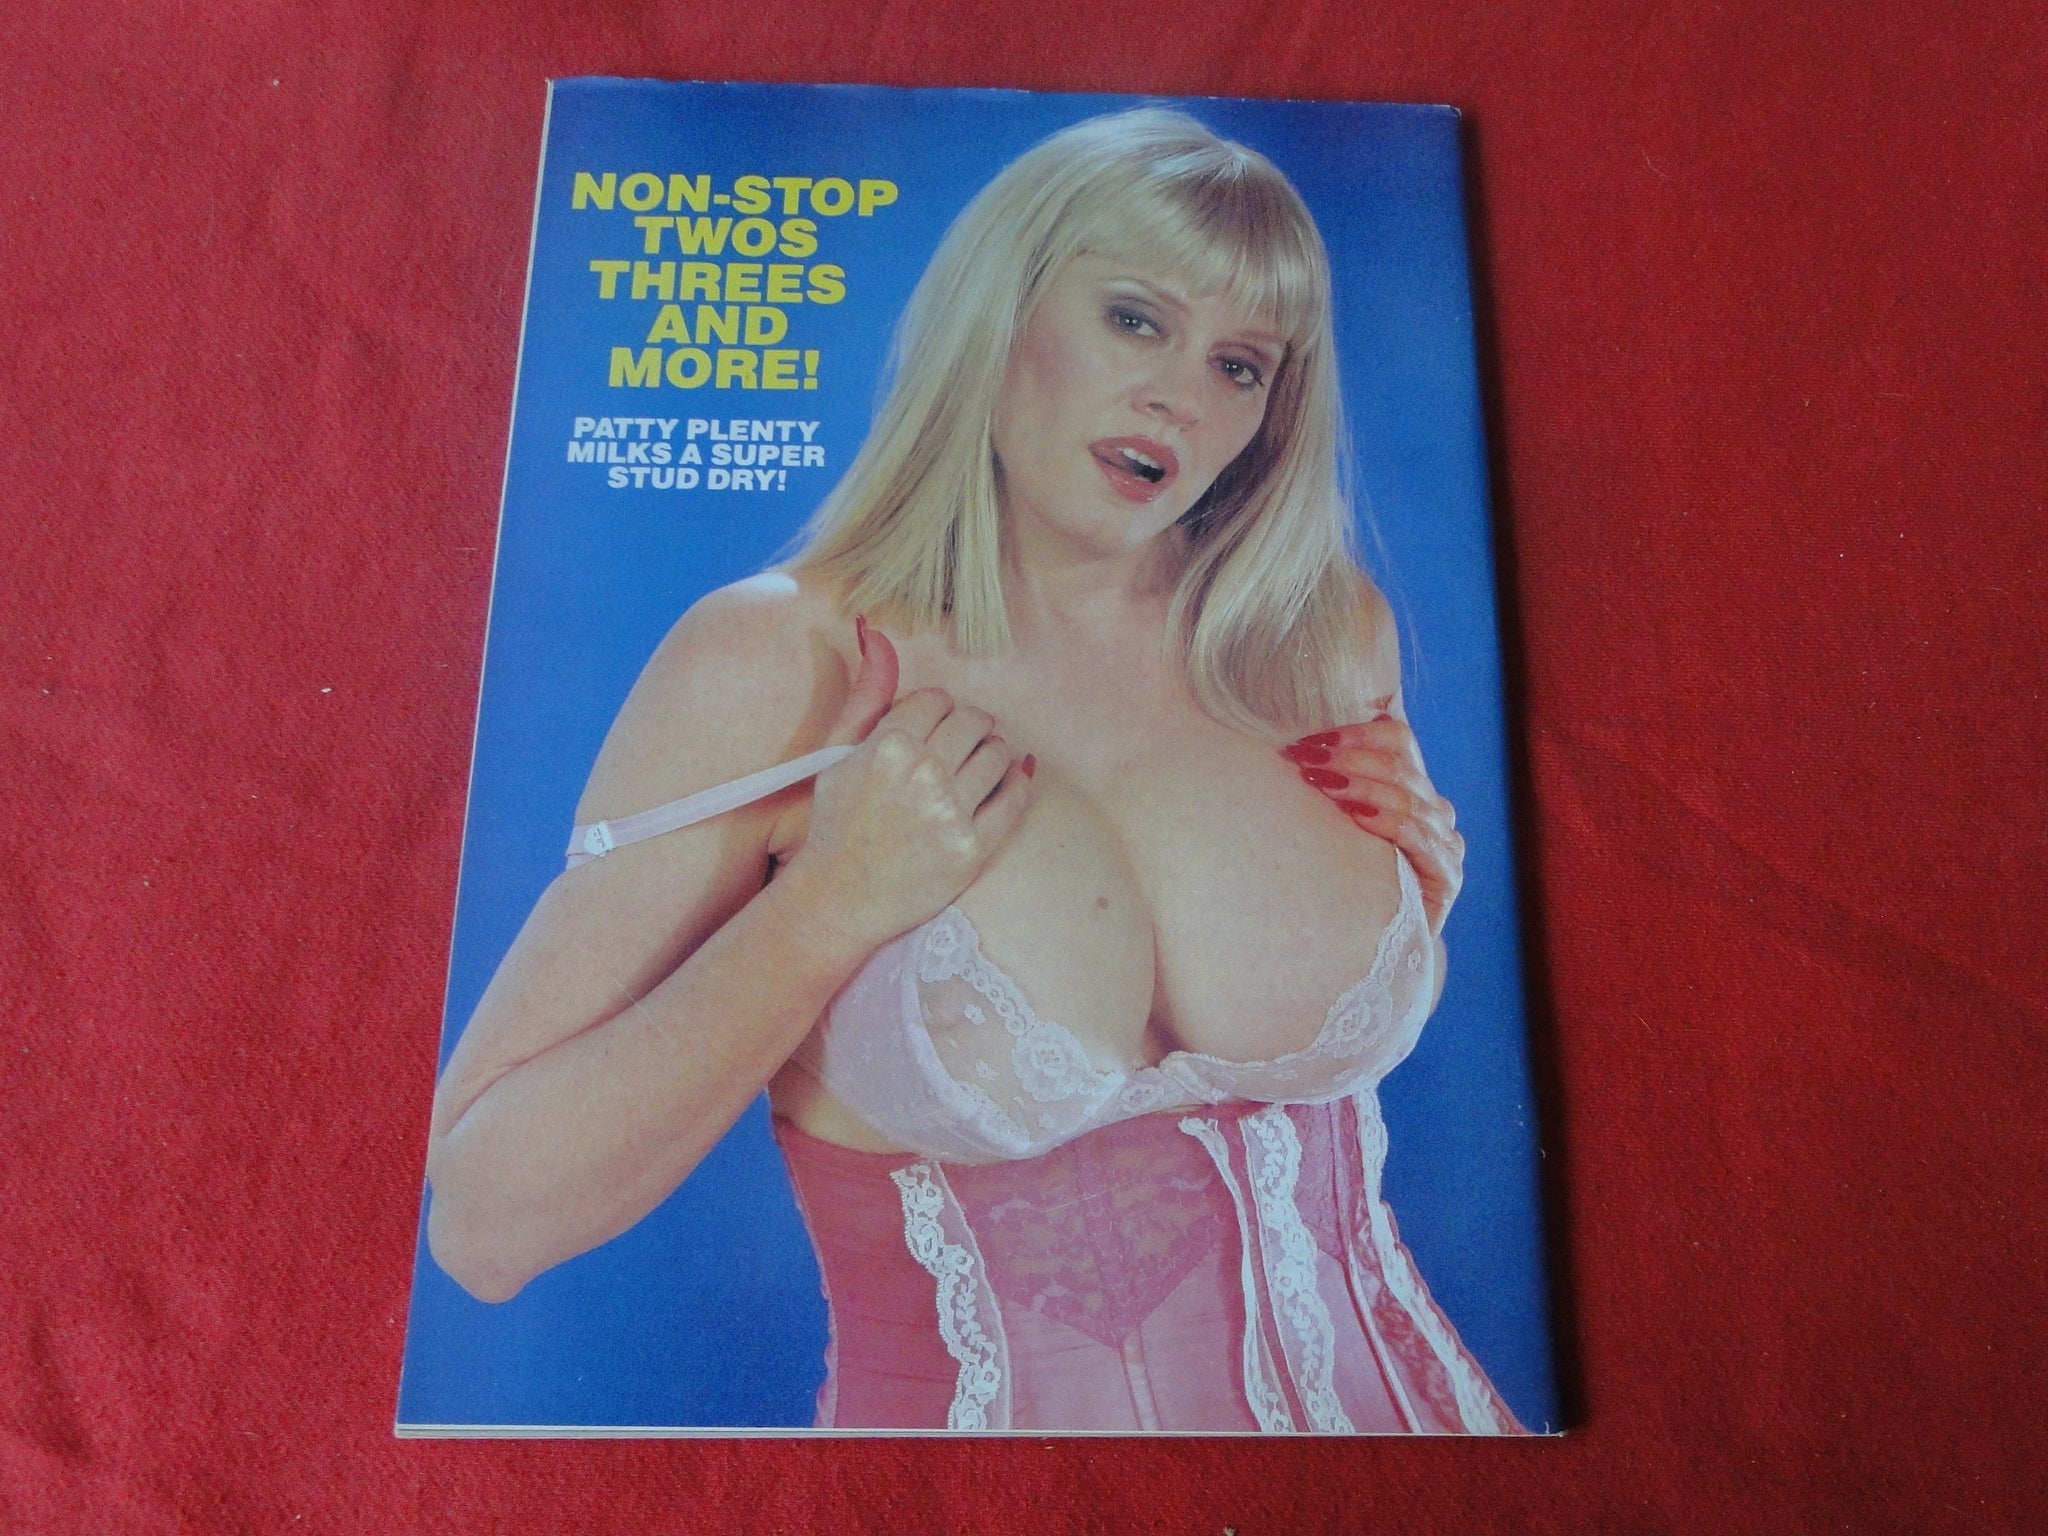 NON-STOP
TWOS
THREES
AND
MORE!
PATTY PLENTY
MILKS A SUPER
STUD DRY!